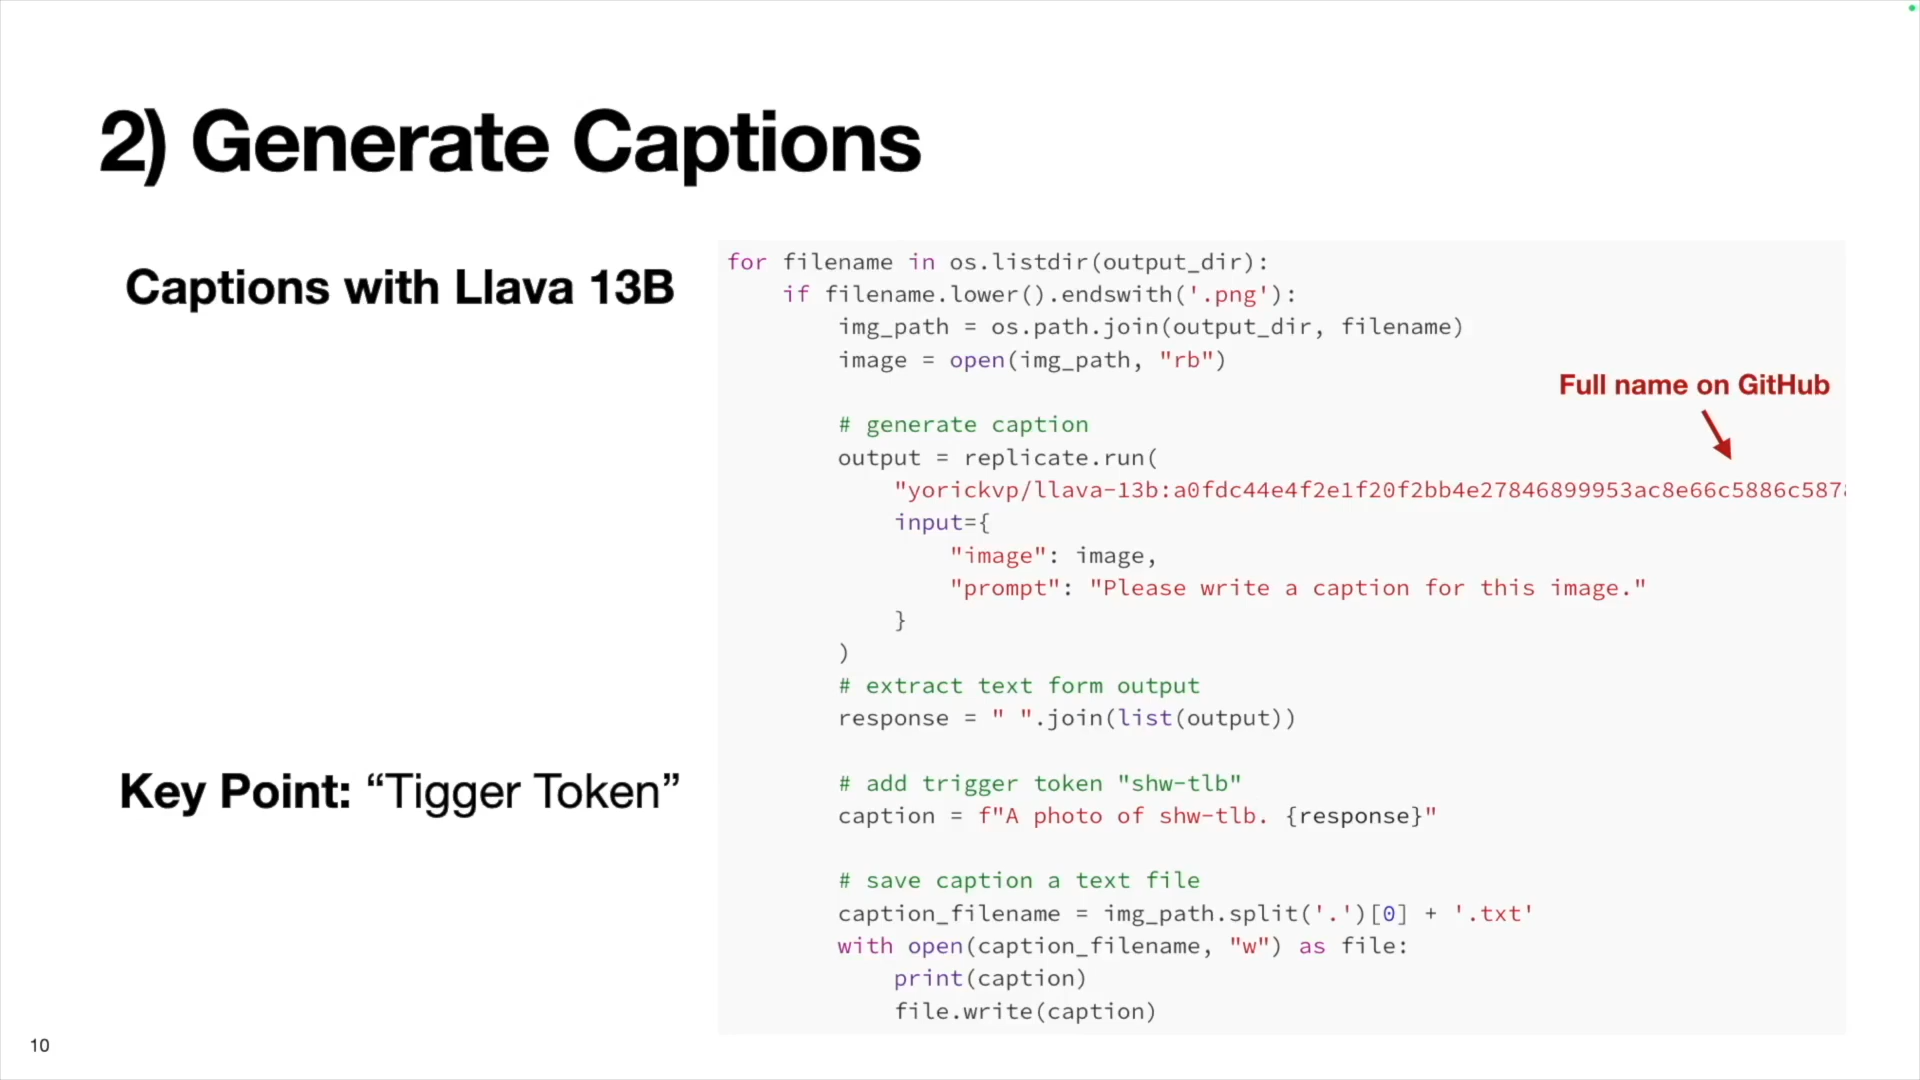 2) Generate Captions
Captions with Llava 13B
for filename in os.listdir(output_dir):
    if filename.lower().endswith('.png'):
        img_path = os.path.join(output_dir, filename)
        image = open(img_path, "rb")
Full name on GitHub
        # generate caption
        output = replicate.run(
            "yorickvp/llava-13b:a0fdc44e4f2e1f20f2bb4e27846899953ac8e66c5886c587
            input={
                "image": image,
                "prompt": "Please write a caption for this image."
            }
        )
        # extract text form output
        response = " ".join(list(output))
Key Point: “Tigger Token”
        # add trigger token "shw-tlb"
        caption = f"A photo of shw-tlb. {response}"
        # save caption a text file
        caption_filename = img_path.split('.')[0] + '.txt'
        with open(caption_filename, "w") as file:
            print(caption)
            file.write(caption)
10